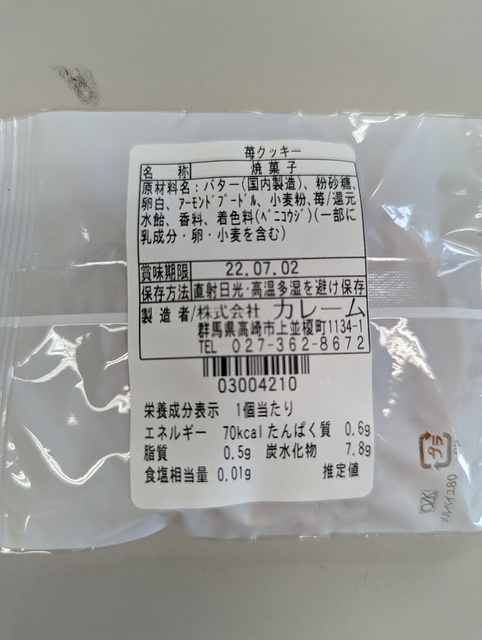 苺クッキー
名　称 焼菓子
原材料名：バター(国内製造)、粉砂糖、
卵白、アーモンドプードル、小麦粉、苺/還元
水飴、香料、着色料(ベニコウジ)(一部に
乳成分・卵・小麦を含む)
賞味期限 22.07.02
保存方法 直射日光・高温多湿を避け保存
製造者/株式会社 カレーム
群馬県高崎市上並榎町1134-1
TEL 027-362-8672
03004210
栄養成分表示 1個当たり
エネルギー 70kcal たんぱく質 0.6g
脂質 0.5g 炭水化物 7.8g
食塩相当量 0.01g 推定値
プラ